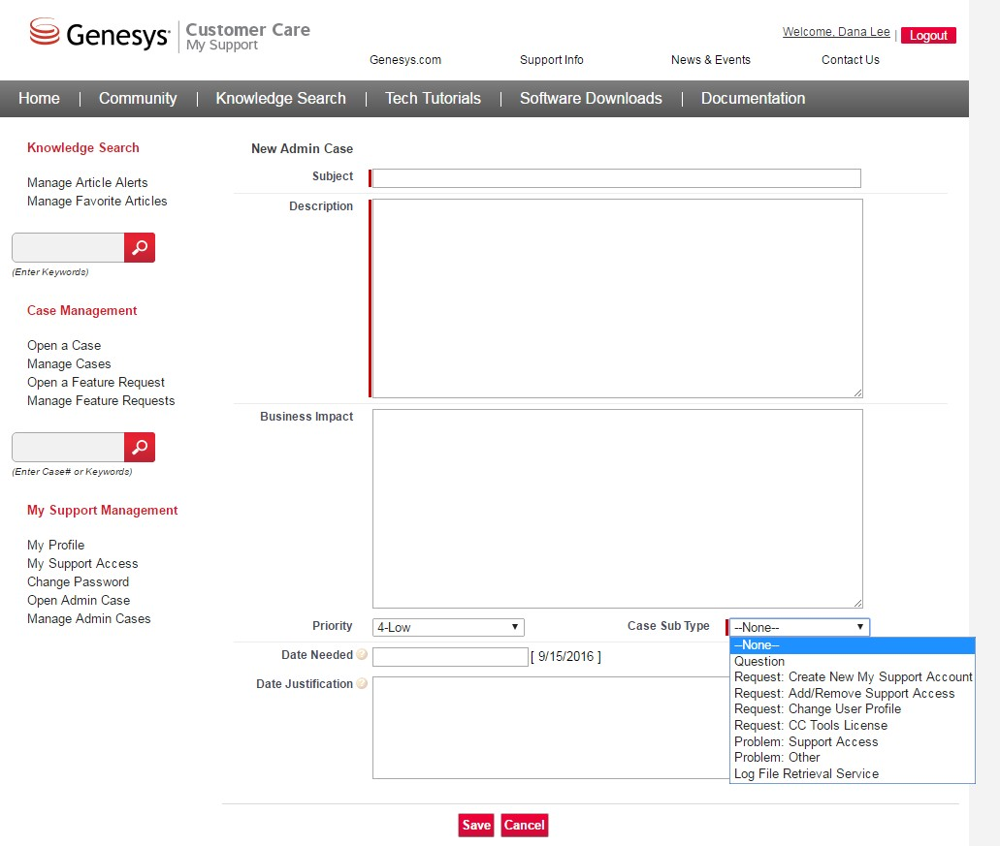 Genesys Customer Care
My Support
Welcome, Dana Lee | Logout
Genesys.com Support Info News & Events Contact Us
Home | Community | Knowledge Search | Tech Tutorials | Software Downloads | Documentation
Knowledge Search
Manage Article Alerts
Manage Favorite Articles
(Enter Keywords)
Case Management
Open a Case
Manage Cases
Open a Feature Request
Manage Feature Requests
(Enter Case# or Keywords)
My Support Management
My Profile
My Support Access
Change Password
Open Admin Case
Manage Admin Cases
New Admin Case
Subject
Description
Business Impact
Priority 4-Low Case Sub Type --None--
Date Needed ? [ 9/15/2016 ]
Date Justification ?
--None--
Question
Request: Create New My Support Account
Request: Add/Remove Support Access
Request: Change User Profile
Request: CC Tools License
Problem: Support Access
Problem: Other
Log File Retrieval Service
Save Cancel